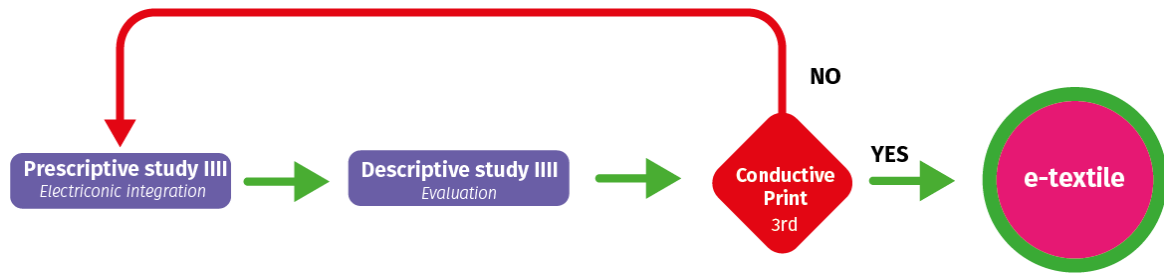 NO
Prescriptive study IIII
Electriconic integration
Descriptive study IIII
Evaluation
Conductive
Print
3rd
YES
e-textile